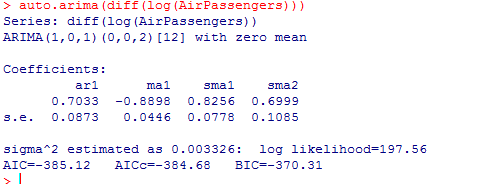 > auto.arima(diff(log(AirPassengers)))
Series: diff(log(AirPassengers))
ARIMA(1,0,1)(0,0,2)[12] with zero mean
Coefficients:
ar1 ma1 sma1 sma2
0.7033 -0.8898 0.8256 0.6999
s.e. 0.0873 0.0446 0.0778 0.1085
sigma^2 estimated as 0.003326: log likelihood=197.56
AIC=-385.12 AICc=-384.68 BIC=-370.31
>